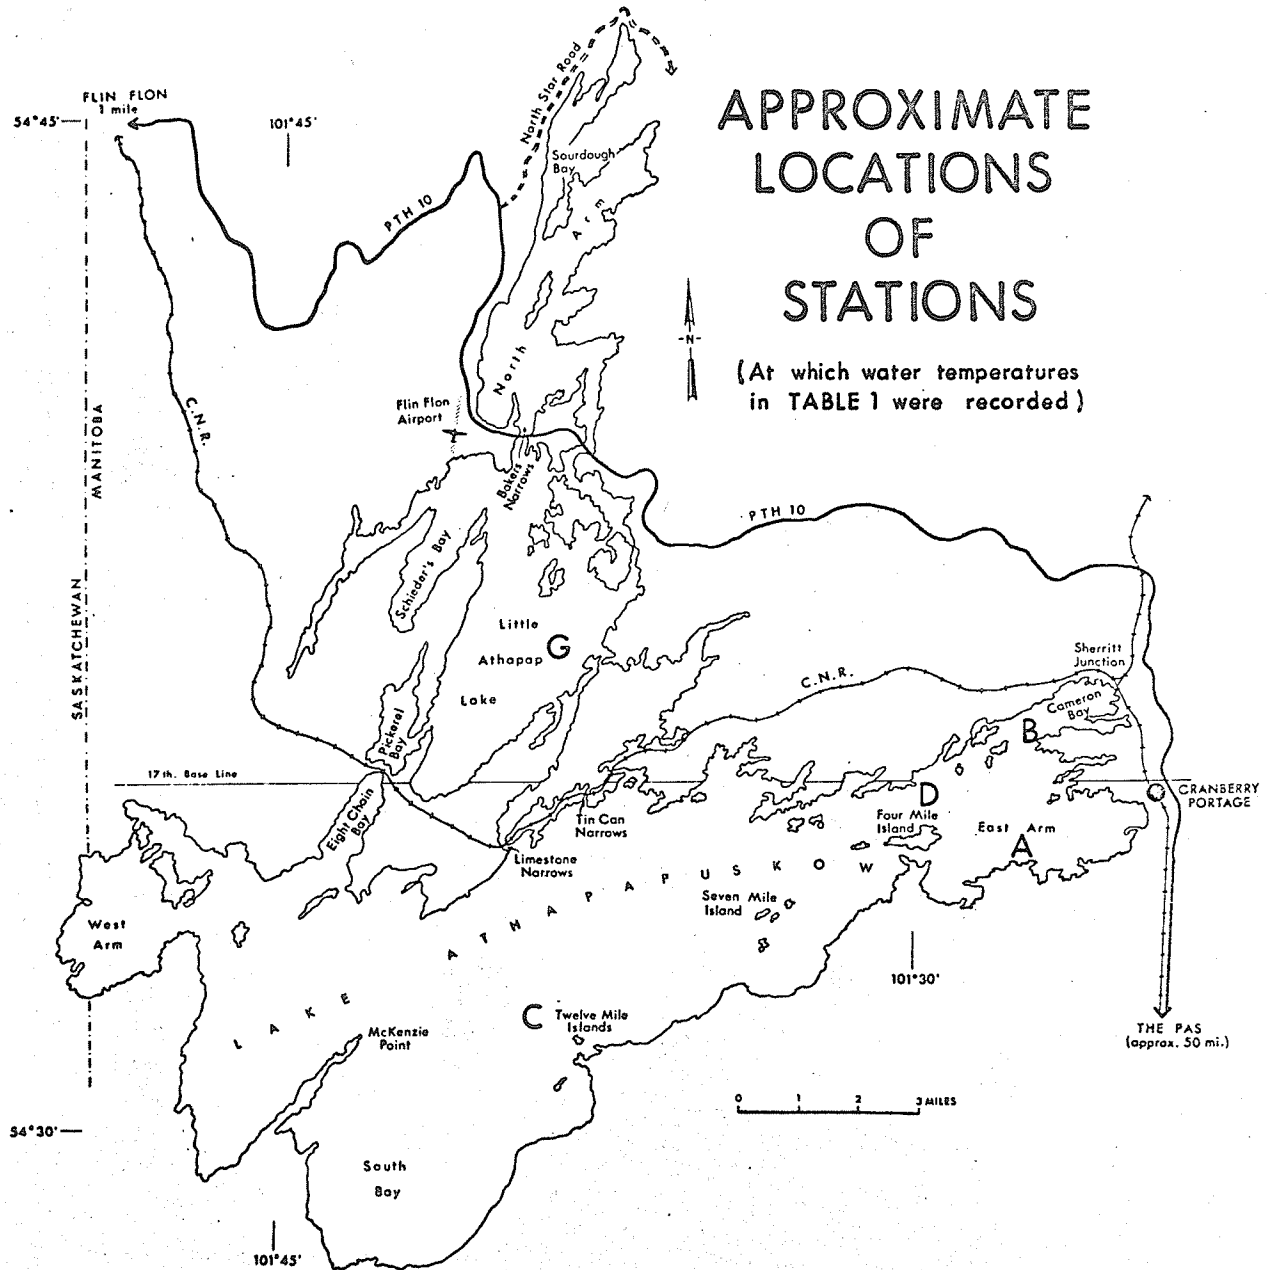 APPROXIMATE
LOCATIONS
OF
STATIONS
(At which water temperatures
in TABLE 1 were recorded)
FLIN FLON
1 mile
54°45'
101°45'
North Star Road
Sourdough
Bay
Arm
PTH 10
-N-
North
C.N.R.
Flin Flon
Airport
MANITOBA
SASKATCHEWAN
Bakers
Narrows
PTH 10
Schieder's Bay
Little
Athapap
Lake
G
Sherritt
Junction
C.N.R.
Cameron
Bay
B
Pickerel
Bay
17th. Base Line
D
CRANBERRY
PORTAGE
Eight Chain
Bay
Tin Can
Narrows
Four Mile
Island
East Arm
A
Limestone
Narrows
LAKE ATHAPAPUSKOW
Seven Mile
Island
West
Arm
101°30'
C
Twelve Mile
Islands
McKenzie
Point
THE PAS
(approx. 50 mi.)
0 1 2 3 MILES
54°30'
South
Bay
101°45'